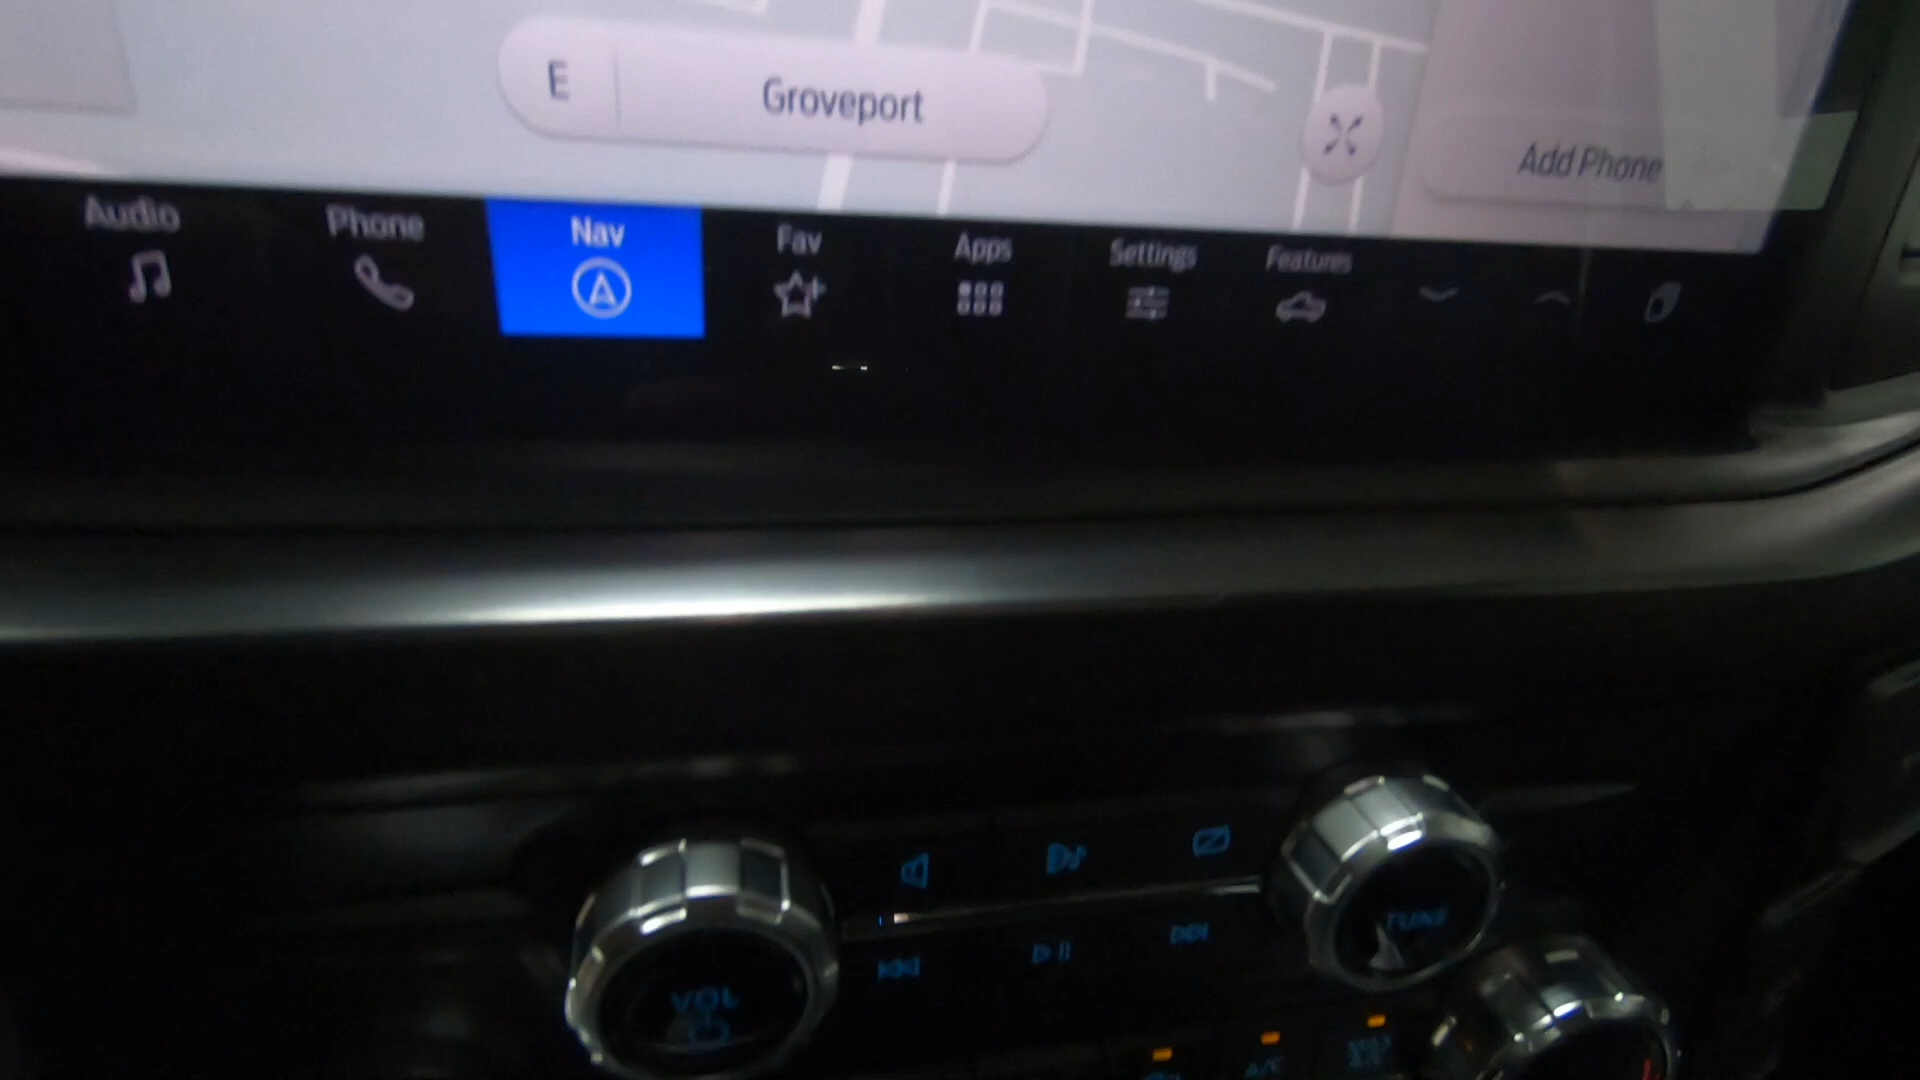 E Groveport
Add Phone
Audio Phone Nav Fav Apps Settings Features
TUNE
VOL
A/C